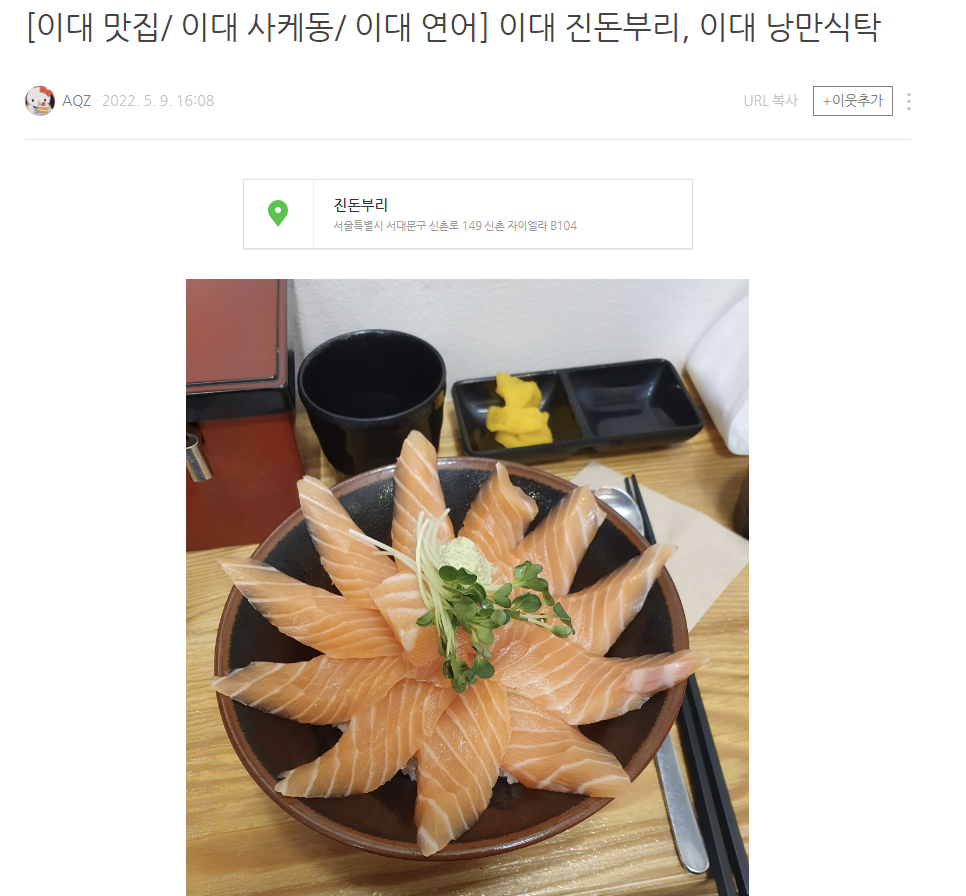 [이대 맛집/ 이대 사케동/ 이대 연어] 이대 진돈부리, 이대 낭만식탁
AQZ · 2022. 5. 9. 16:08
URL 복사
+이웃추가
진돈부리
서울특별시 서대문구 신촌로 149 신촌 자이엘라 B104